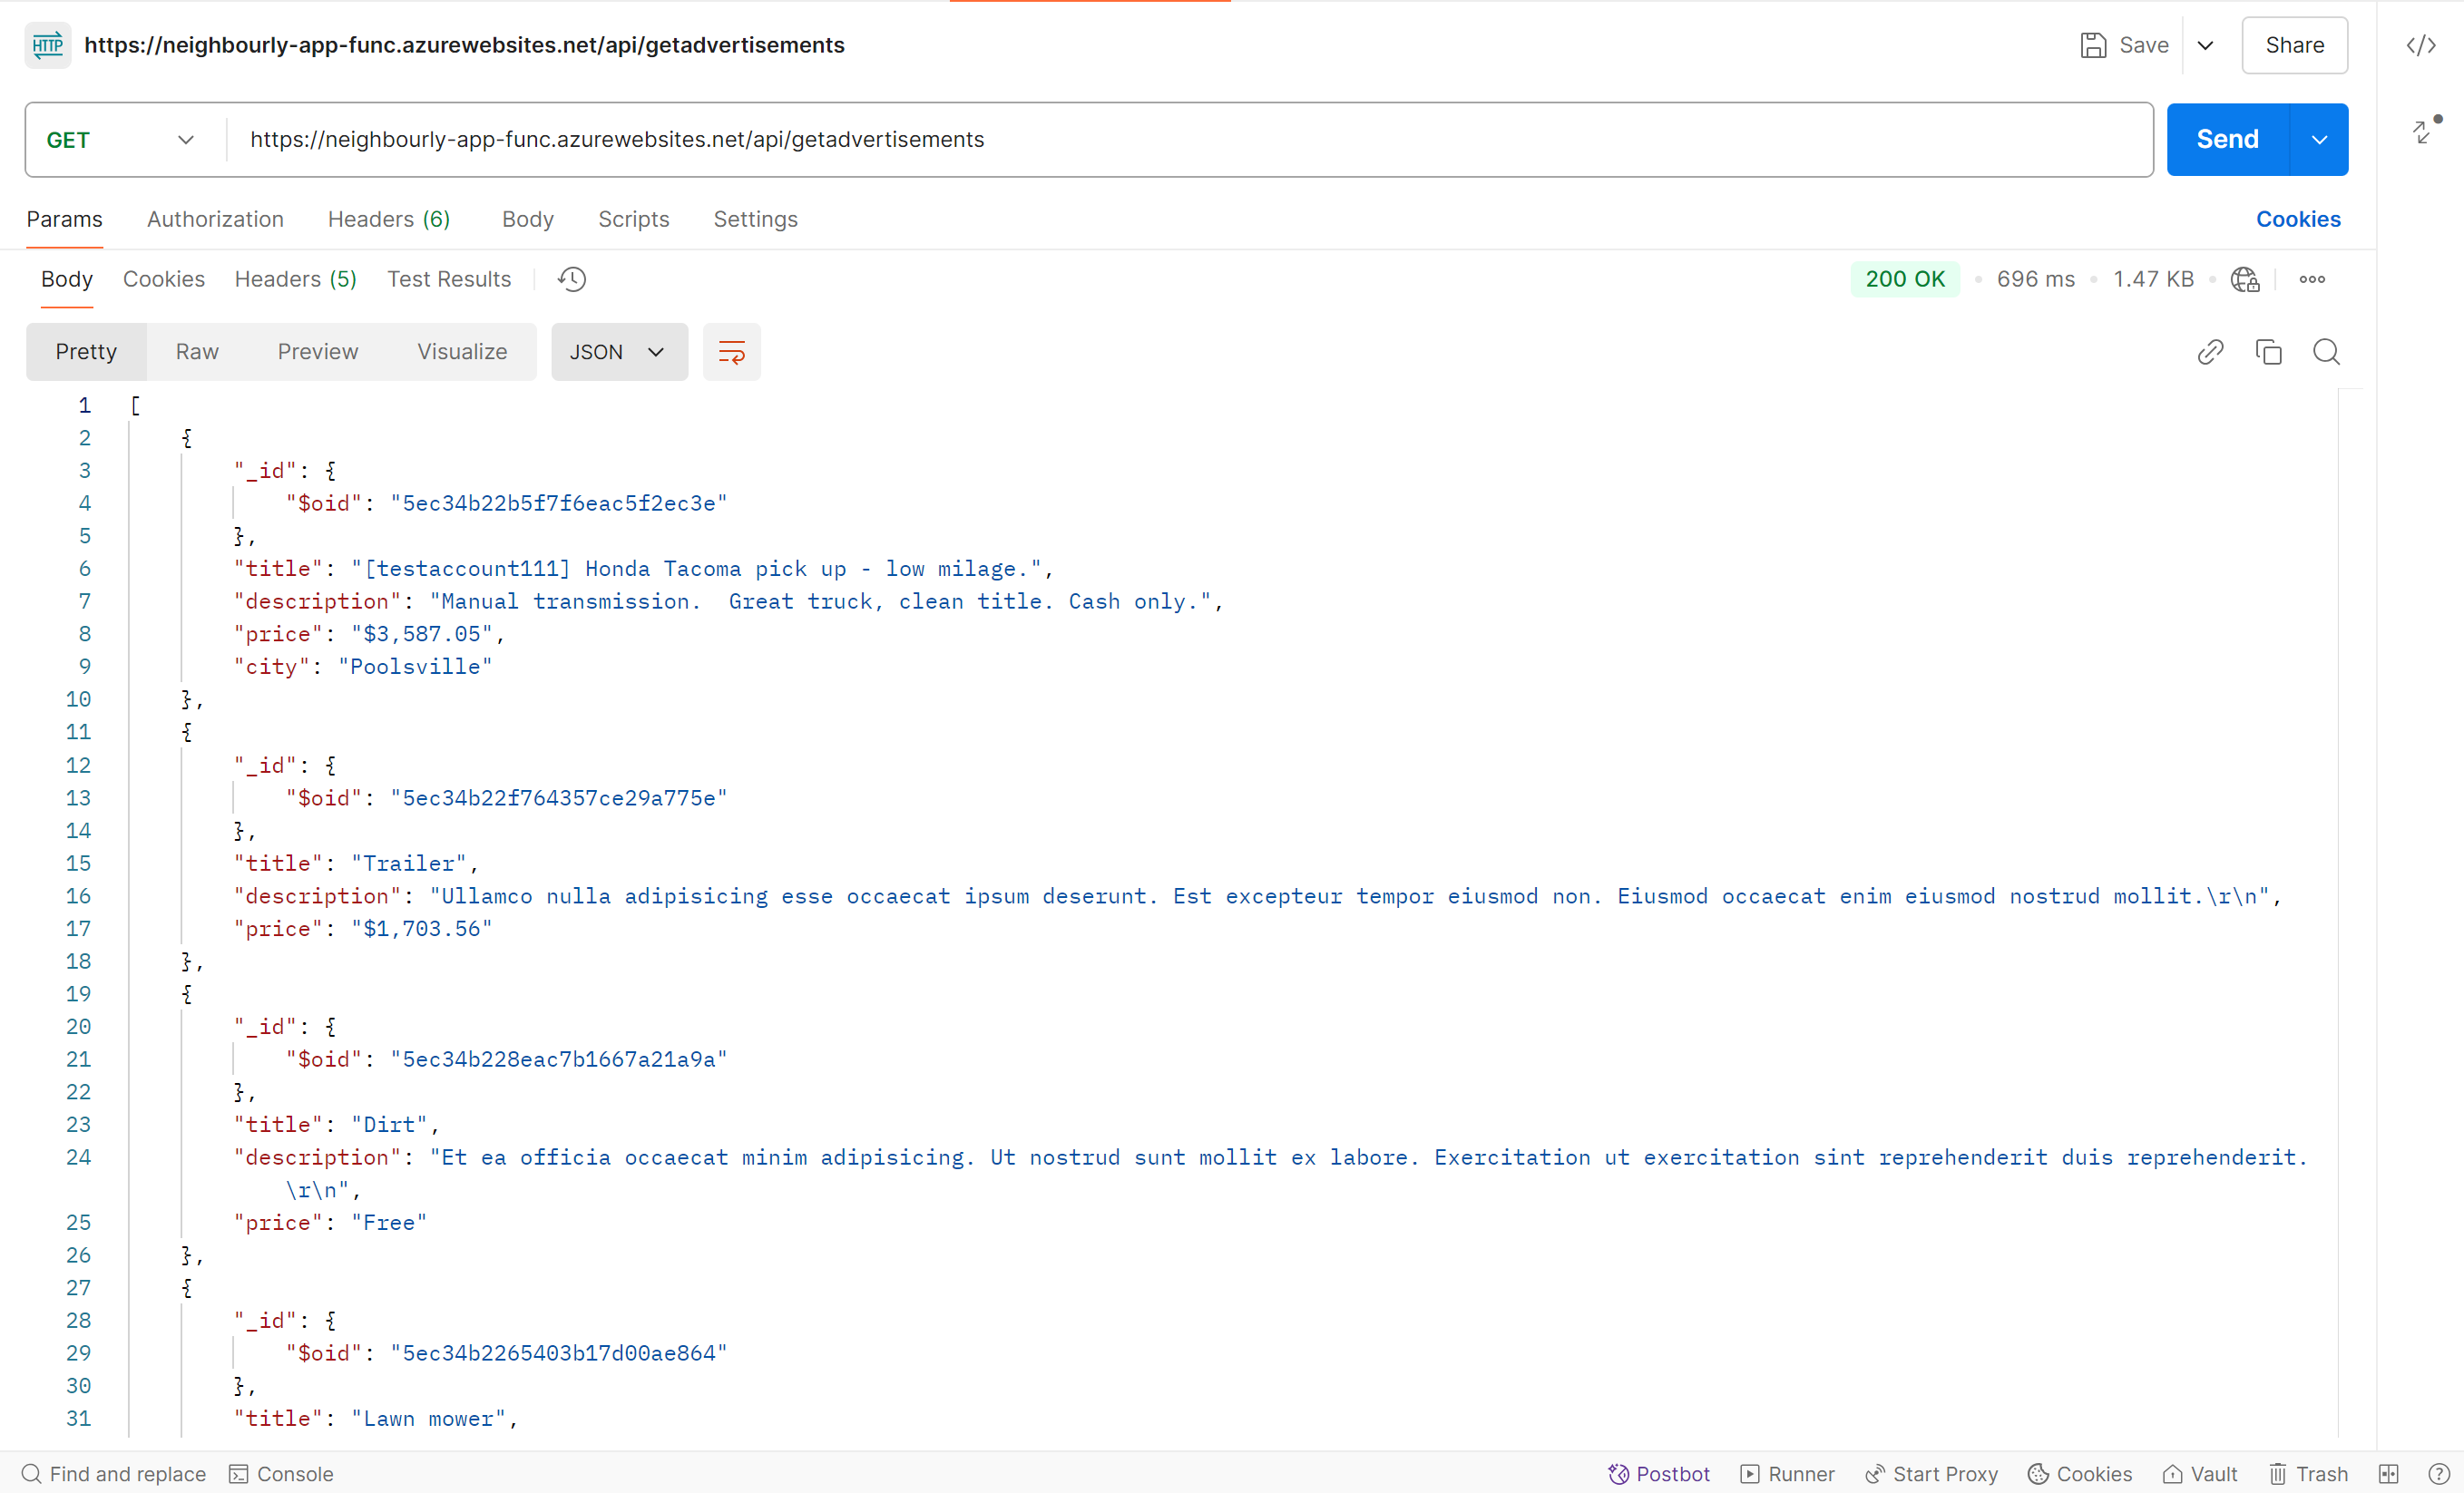 HTTP https://neighbourly-app-func.azurewebsites.net/api/getadvertisements Save Share
GET https://neighbourly-app-func.azurewebsites.net/api/getadvertisements Send
Params Authorization Headers (6) Body Scripts Settings Cookies
Body Cookies Headers (5) Test Results 200 OK 696 ms 1.47 KB
Pretty Raw Preview Visualize JSON
1 [
2 {
3 "_id": {
4 "$oid": "5ec34b22b5f7f6eac5f2ec3e"
5 },
6 "title": "[testaccount111] Honda Tacoma pick up - low milage.",
7 "description": "Manual transmission.  Great truck, clean title. Cash only.",
8 "price": "$3,587.05",
9 "city": "Poolsville"
10 },
11 {
12 "_id": {
13 "$oid": "5ec34b22f764357ce29a775e"
14 },
15 "title": "Trailer",
16 "description": "Ullamco nulla adipisicing esse occaecat ipsum deserunt. Est excepteur tempor eiusmod non. Eiusmod occaecat enim eiusmod nostrud mollit.\r\n",
17 "price": "$1,703.56"
18 },
19 {
20 "_id": {
21 "$oid": "5ec34b228eac7b1667a21a9a"
22 },
23 "title": "Dirt",
24 "description": "Et ea officia occaecat minim adipisicing. Ut nostrud sunt mollit ex labore. Exercitation ut exercitation sint reprehenderit duis reprehenderit.
\r\n",
25 "price": "Free"
26 },
27 {
28 "_id": {
29 "$oid": "5ec34b2265403b17d00ae864"
30 },
31 "title": "Lawn mower",
Find and replace Console Postbot Runner Start Proxy Cookies Vault Trash